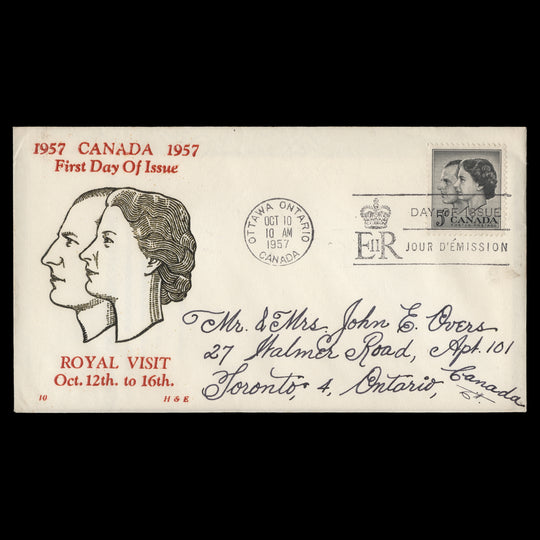 1957 CANADA 1957
First Day Of Issue
ROYAL VISIT
Oct. 12th. to 16th.
10 H & E
OTTAWA ONTARIO
OCT 10
10 AM
1957
CANADA
EIIR
DAY OF ISSUE
JOUR D'ÉMISSION
5¢ CANADA
Mr. & Mrs. John E. Overs
27 Walmer Road, Apt. 101
Toronto, 4, Ontario,
Canada